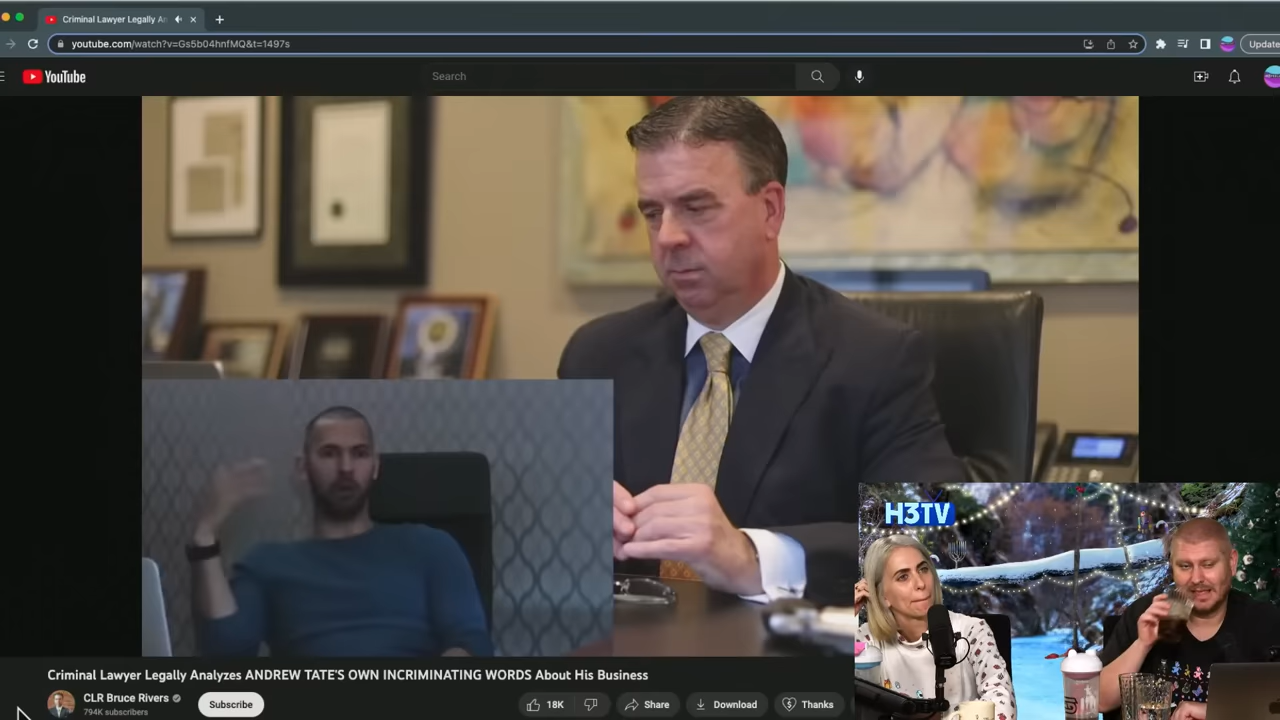 Criminal Lawyer Legally An
youtube.com/watch?v=Gs5b04hnfMQ&t=1497s
Update
YouTube
Search
H3TV
Criminal Lawyer Legally Analyzes ANDREW TATE'S OWN INCRIMINATING WORDS About His Business
CLR Bruce Rivers
794K subscribers
Subscribe
18K
Share
Download
Thanks